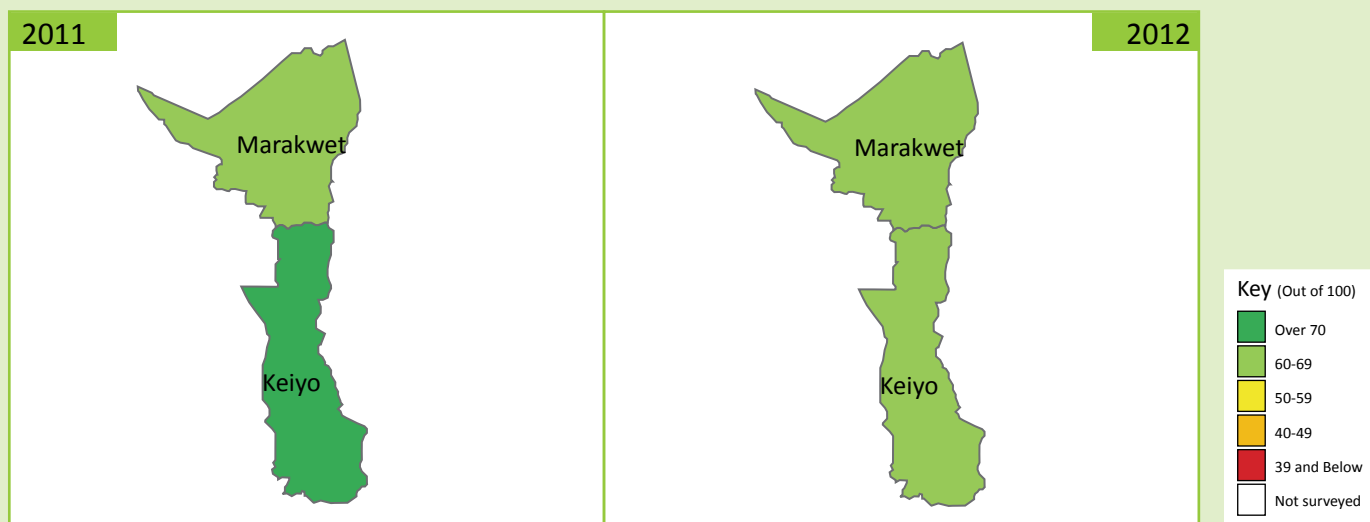 2011
Marakwet
Keiyo
2012
Marakwet
Keiyo
Key (Out of 100)
Over 70
60-69
50-59
40-49
39 and Below
Not surveyed